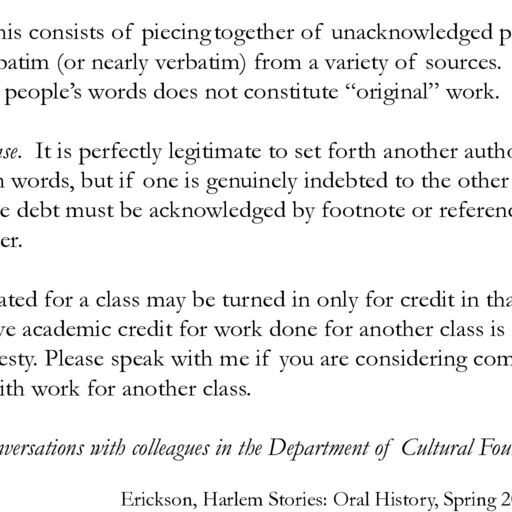 his consists of piecing together of unacknowledged p
batim (or nearly verbatim) from a variety of sources.
people's words does not constitute “original” work.
se. It is perfectly legitimate to set forth another autho
n words, but if one is genuinely indebted to the other
e debt must be acknowledged by footnote or referenc
er.
ated for a class may be turned in only for credit in tha
ve academic credit for work done for another class is
esty. Please speak with me if you are considering com
ith work for another class.
nversations with colleagues in the Department of Cultural Fou
Erickson, Harlem Stories: Oral History, Spring 20